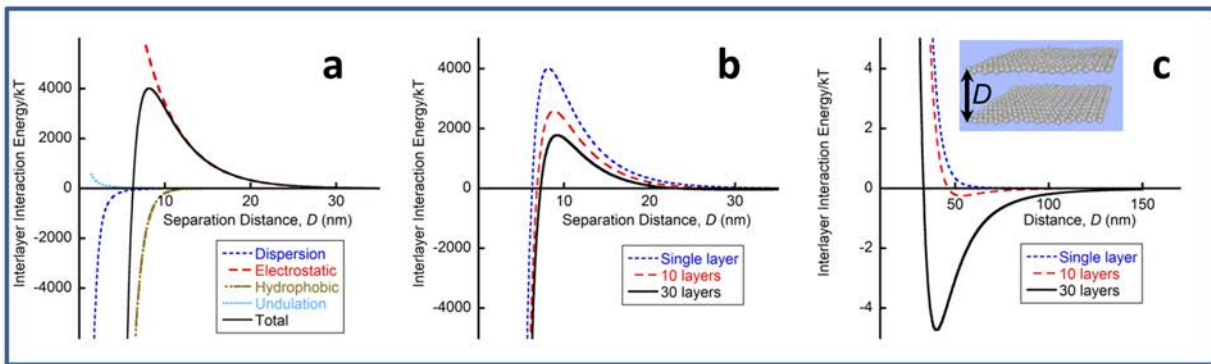 a
Interlayer Interaction Energy/kT
4000
2000
0
-2000
-4000
10
20
30
Separation Distance, D (nm)
Dispersion
Electrostatic
Hydrophobic
Undulation
Total
b
Interlayer Interaction Energy/kT
4000
2000
0
-2000
-4000
10
20
30
Separation Distance, D (nm)
Single layer
10 layers
30 layers
c
Interlayer Interaction Energy/kT
4
2
0
-2
-4
D
50
100
150
Distance, D (nm)
Single layer
10 layers
30 layers